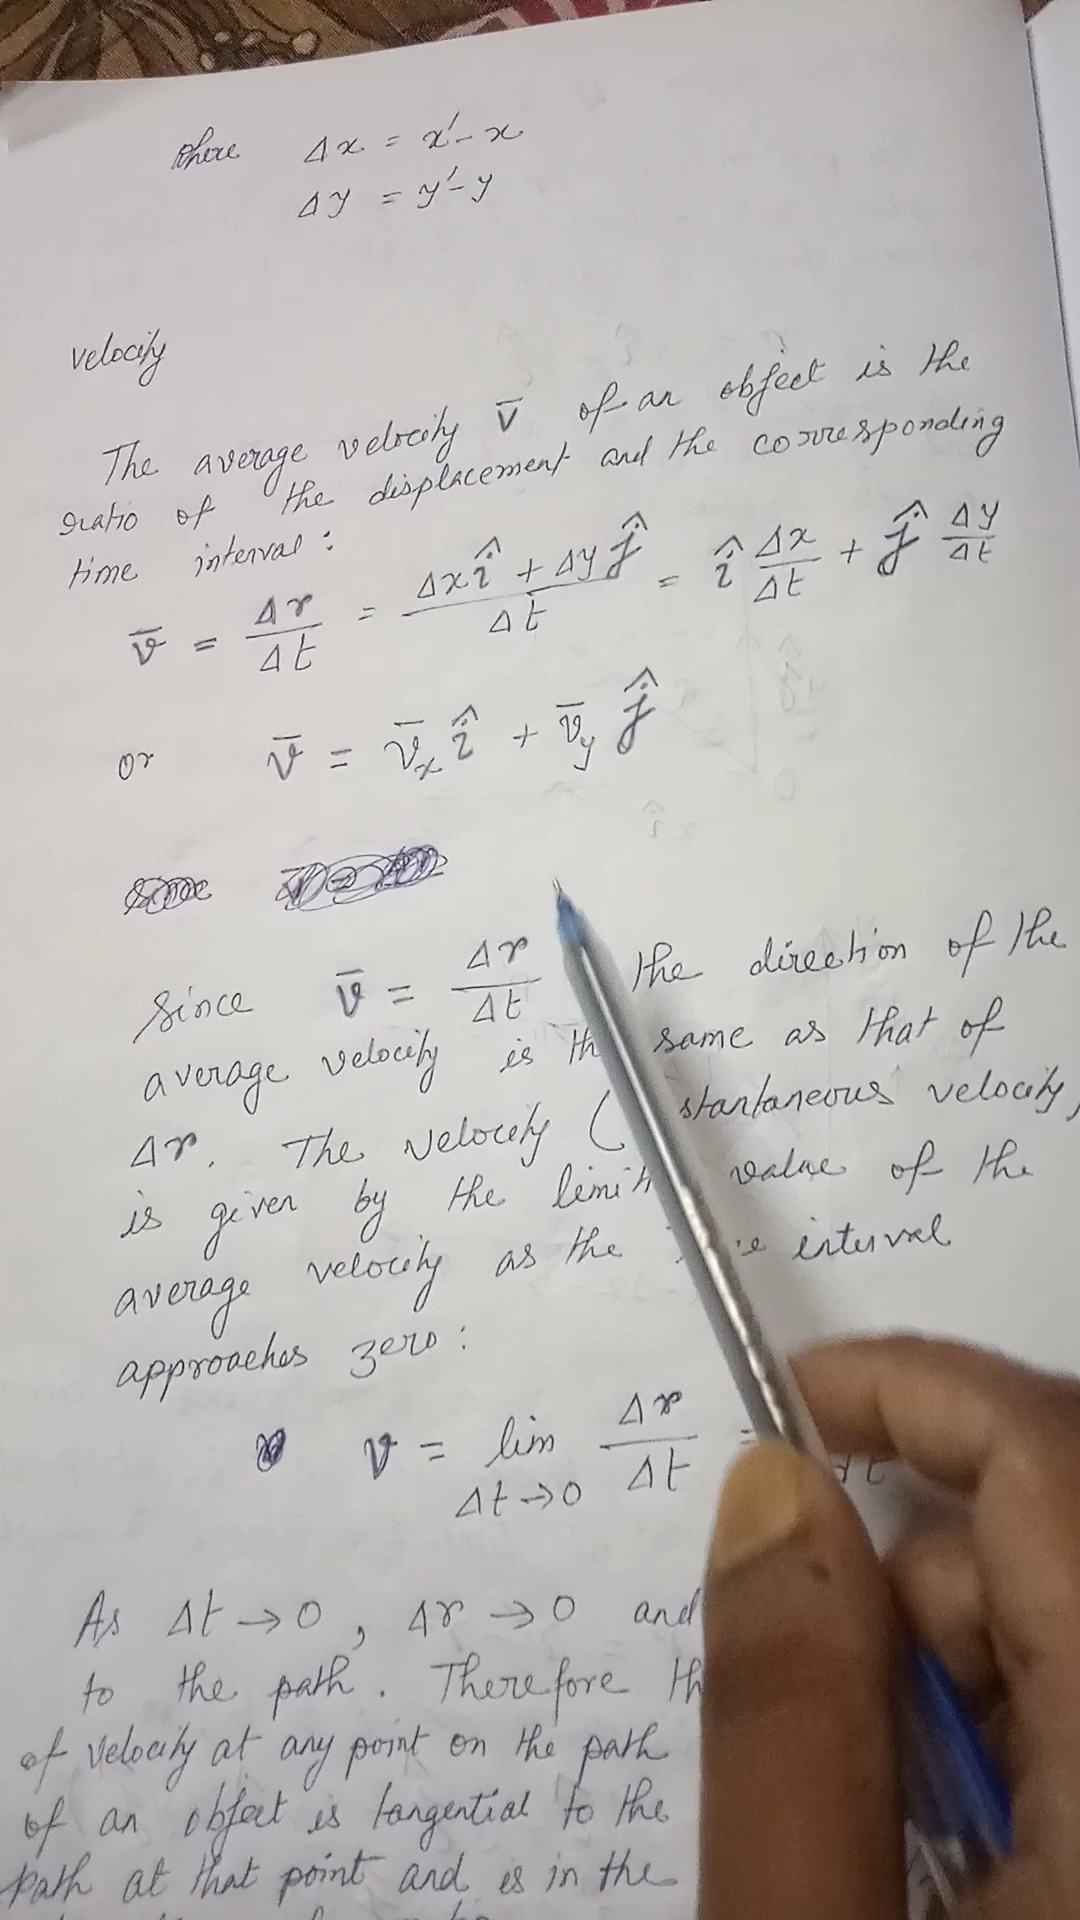 where Δx = x' - x
Δy = y' - y
velocity
The average velocity v̅ of an object is the
ratio of the displacement and the corresponding
time interval :
v̅ = Δr/Δt = (Δx î + Δy ĵ)/Δt = î Δx/Δt + ĵ Δy/Δt
or v̅ = v̅ₓ î + v̅ᵧ ĵ
Since v̅ = Δr/Δt the direction of the
average velocity is same as that of
Δr. The velocity ( velocity,
is given by the value of the
average velocity as the interval
approaches zero :
v = lim Δt→0 Δr/Δt =
As Δt → 0, Δr → 0 and
to the path. Therefore
of velocity at any point on the path
of an object is tangential to the
path at that point and is in the